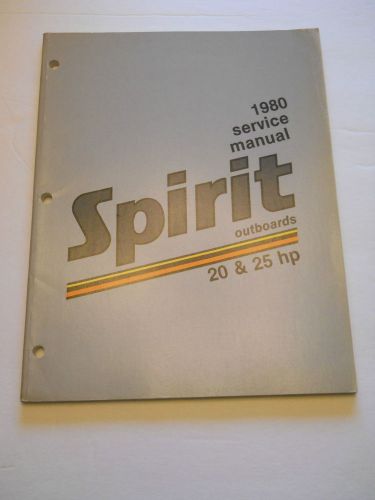 1980
service
manual
Spirit
outboards
20 & 25 hp